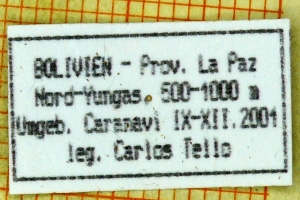 BOLIVIEN - Prov. La Paz
Nord-Yungas. 600-1000 m
Umgeb. Caranavi IX-XII.2001
leg. Carlos Tello